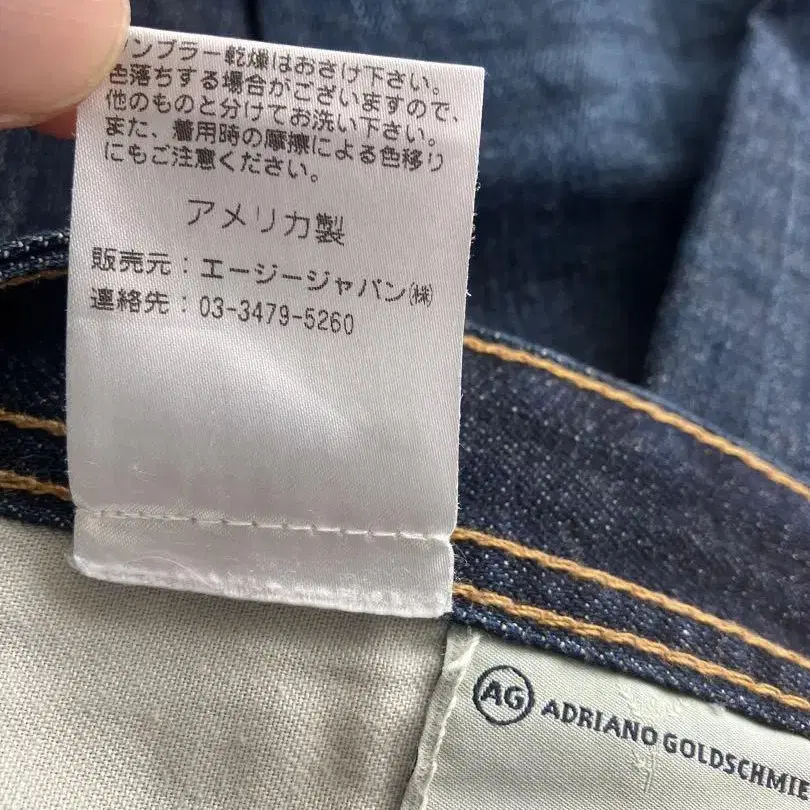 ンブラー乾燥はおさけ下さい。
色落ちする場合がございますので、
他のものと分けてお洗い下さい。
また、着用時の摩擦による色移り
にもご注意ください。
アメリカ製
販売元：エージージャパン㈱
連絡先：03-3479-5260
AG ADRIANO GOLDSCHMIE